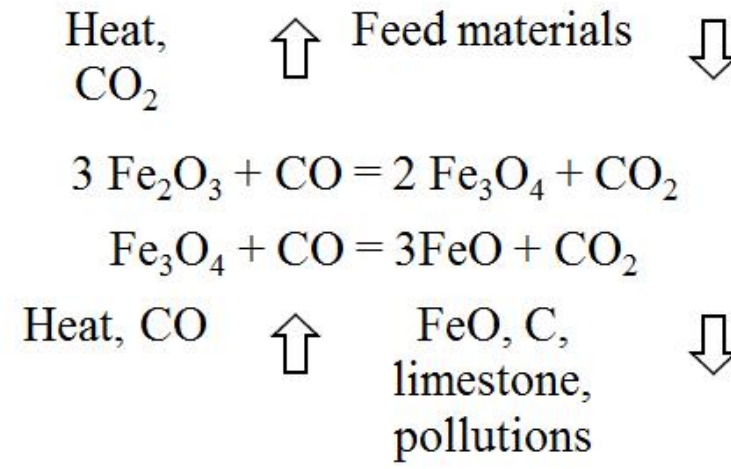 Heat, ⇧ Feed materials ⇩
CO₂
3 Fe₂O₃ + CO = 2 Fe₃O₄ + CO₂
Fe₃O₄ + CO = 3FeO + CO₂
Heat, CO ⇧ FeO, C, ⇩
limestone,
pollutions